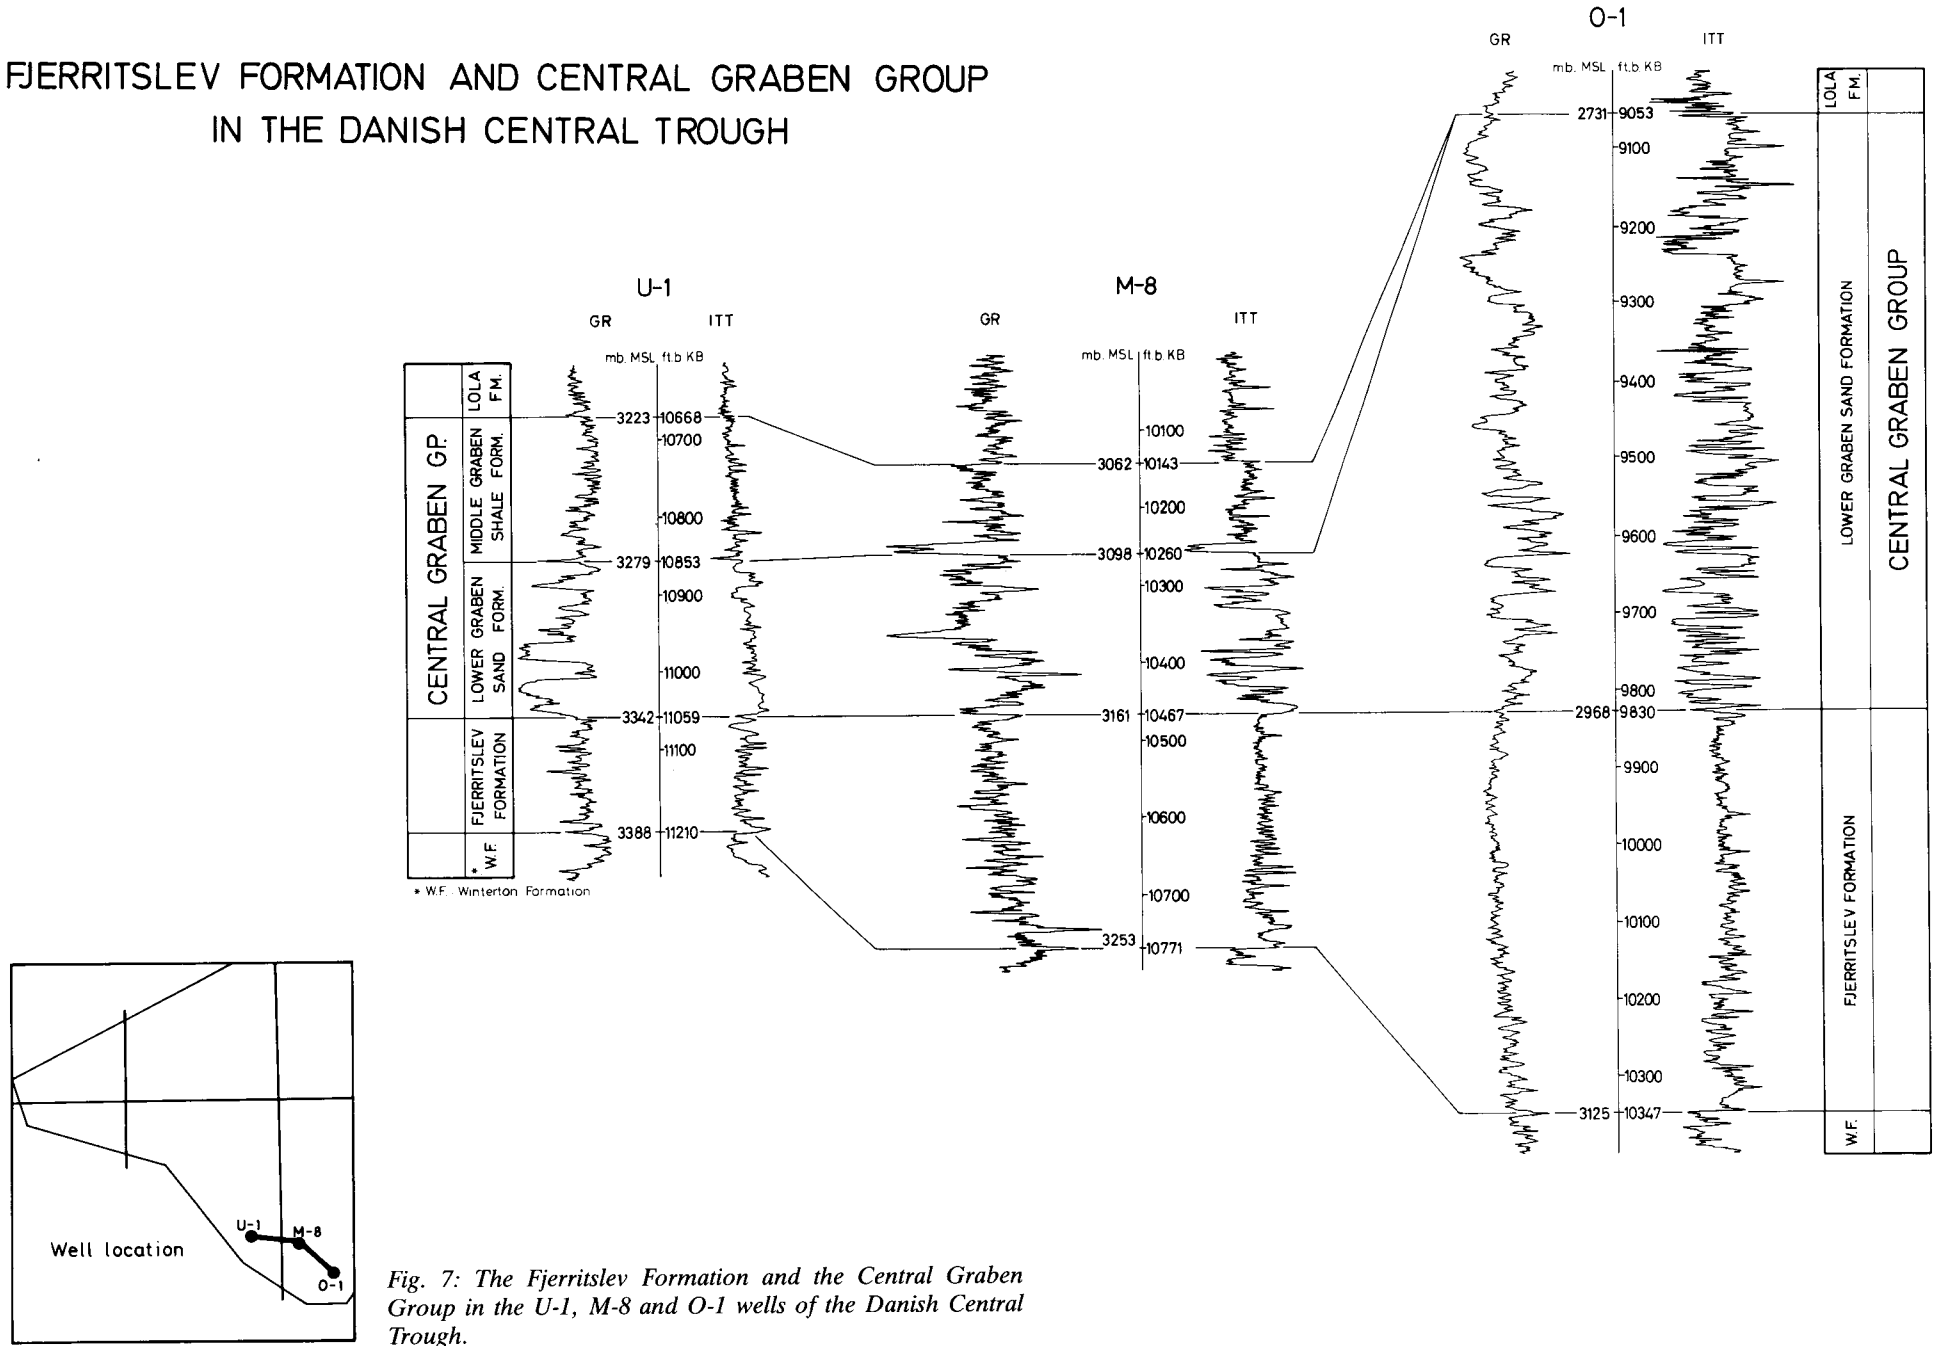 FJERRITSLEV FORMATION AND CENTRAL GRABEN GROUP
IN THE DANISH CENTRAL TROUGH
O-1
GR ITT
mb. MSL ft.b. KB
2731 9053
9100
9200
9300
9400
9500
9600
9700
9800
2968 9830
9900
10000
10100
10200
10300
3125 10347
LOLA
FM.
LOWER GRABEN SAND FORMATION
CENTRAL GRABEN GROUP
FJERRITSLEV FORMATION
W.F.
U-1
GR ITT
mb. MSL ft.b. KB
3223 10668
10700
10800
3279 10853
10900
11000
3342 11059
11100
3388 11210
CENTRAL GRABEN GP.
LOLA
FM.
MIDDLE GRABEN
SHALE FORM.
LOWER GRABEN
SAND FORM.
FJERRITSLEV
FORMATION
* W.F.
* W.F. : Winterton Formation
M-8
GR ITT
mb. MSL ft.b. KB
10100
3062 10143
10200
3098 10260
10300
10400
3161 10467
10500
10600
10700
3253
10771
U-1
M-8
O-1
Well location
Fig. 7: The Fjerritslev Formation and the Central Graben
Group in the U-1, M-8 and O-1 wells of the Danish Central
Trough.